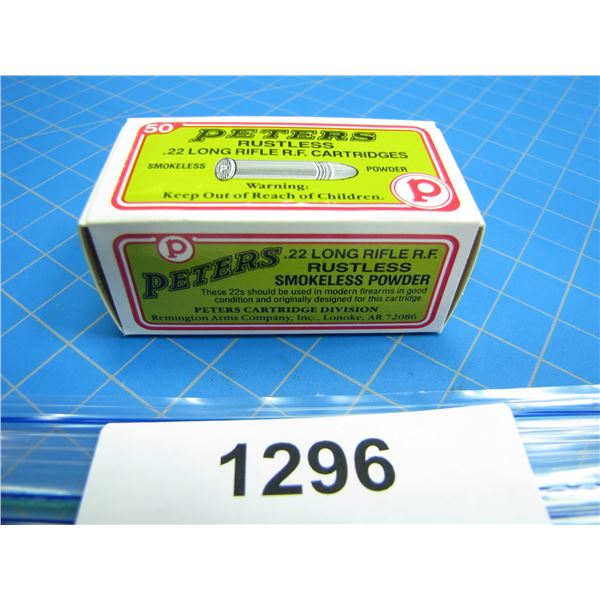 50
PETERS
RUSTLESS
.22 LONG RIFLE R.F. CARTRIDGES
SMOKELESS POWDER
P
Warning:
Keep Out of Reach of Children.
P
P
PETERS .22 LONG RIFLE R.F.
RUSTLESS
SMOKELESS POWDER
These 22s should be used in modern firearms in good
condition and originally designed for this cartridge.
PETERS CARTRIDGE DIVISION
Remington Arms Company, Inc., Lonoke, AR 72086
1296